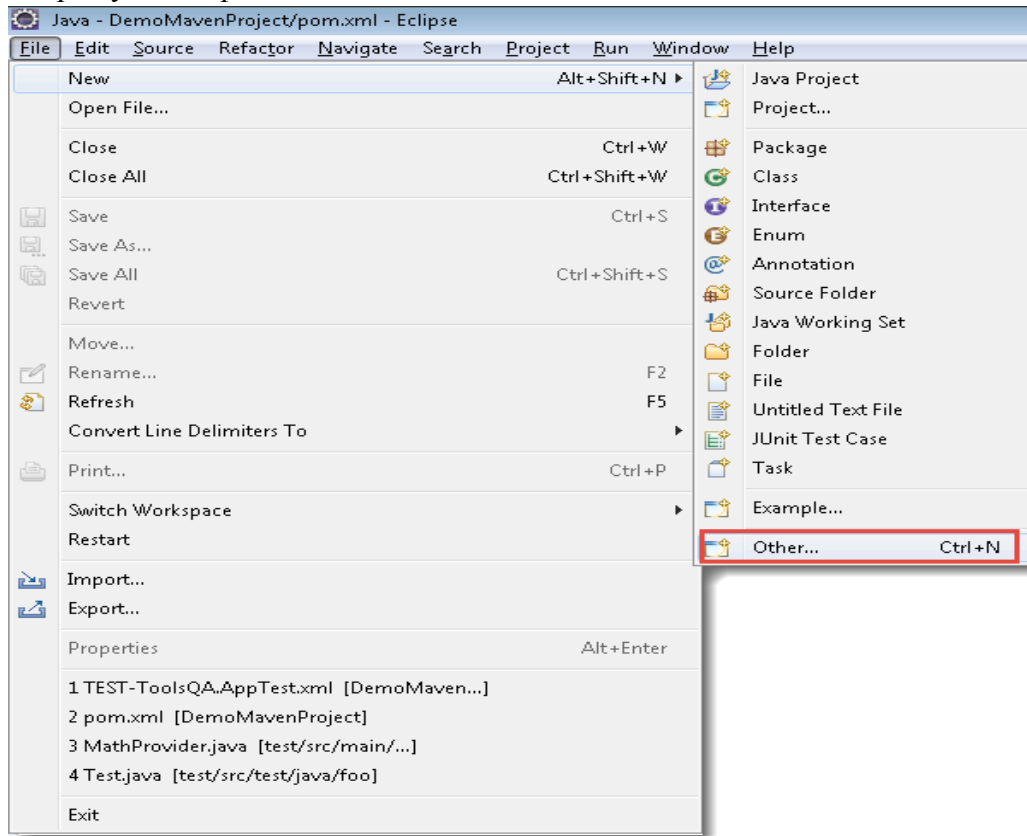 Java - DemoMavenProject/pom.xml - Eclipse
File Edit Source Refactor Navigate Search Project Run Window Help
New Alt+Shift+N
Open File...
Close Ctrl+W
Close All Ctrl+Shift+W
Save Ctrl+S
Save As...
Save All Ctrl+Shift+S
Revert
Move...
Rename... F2
Refresh F5
Convert Line Delimiters To
Print... Ctrl+P
Switch Workspace
Restart
Import...
Export...
Properties Alt+Enter
1 TEST-ToolsQA.AppTest.xml [DemoMaven...]
2 pom.xml [DemoMavenProject]
3 MathProvider.java [test/src/main/...]
4 Test.java [test/src/test/java/foo]
Exit
Java Project
Project...
Package
Class
Interface
Enum
Annotation
Source Folder
Java Working Set
Folder
File
Untitled Text File
JUnit Test Case
Task
Example...
Other... Ctrl+N